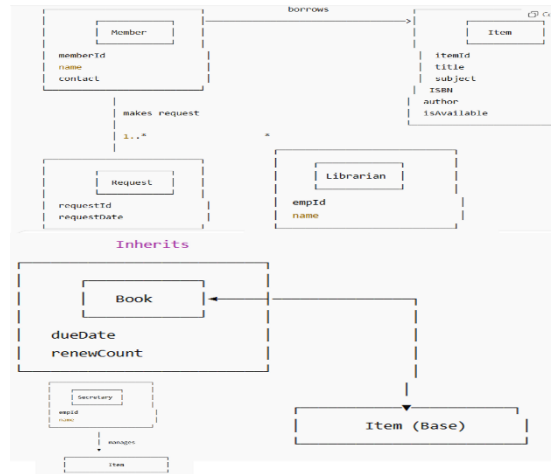 borrows
Member
Item
memberId
name
contact
itemId
title
subject
ISBN
author
isAvailable
makes request
1..*
*
Request
requestId
requestDate
Librarian
empId
name
Inherits
Book
dueDate
renewCount
Item (Base)
Secretary
empId
name
manages
Item